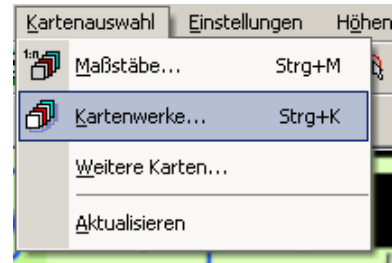 Kartenauswahl Einstellungen Höhen
1:n Maßstäbe... Strg+M
Kartenwerke... Strg+K
Weitere Karten...
Aktualisieren